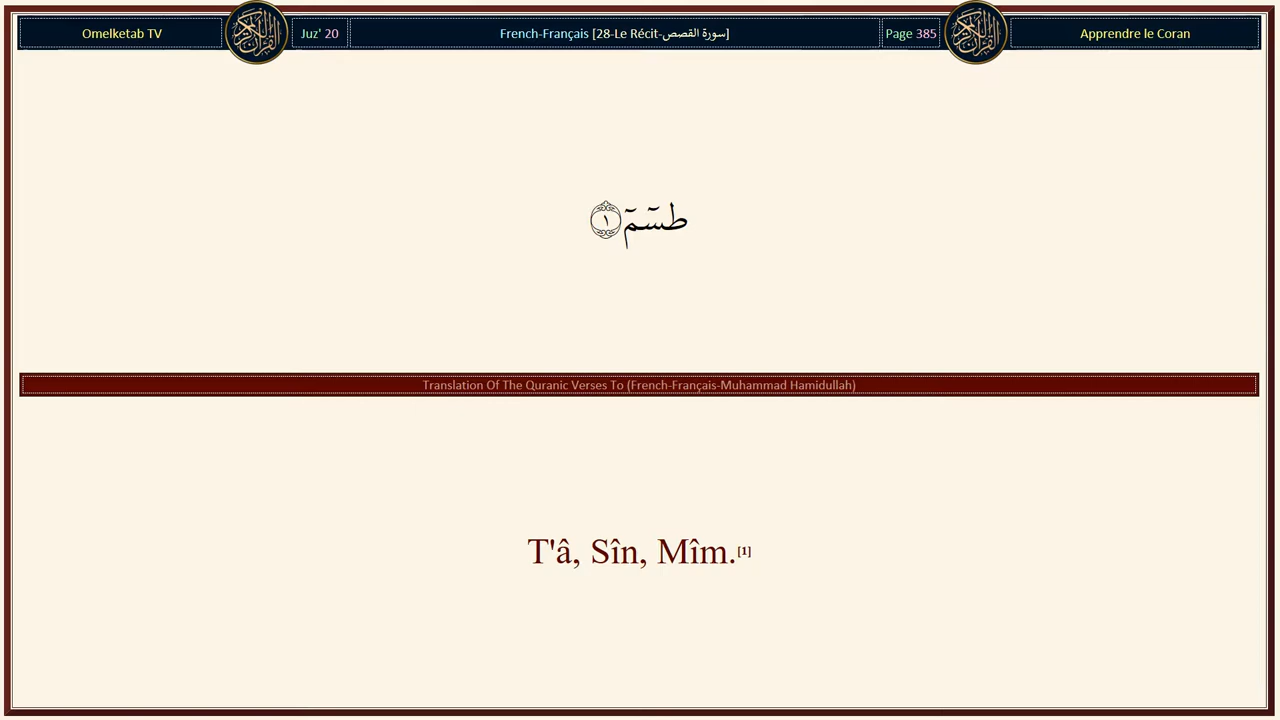 Omelketab TV
Juz' 20
French-Français [28-Le Récit-سورة القصص]
Page 385
Apprendre le Coran
طسٓمٓ ١
Translation Of The Quranic Verses To (French-Français-Muhammad Hamidullah)
T'â, Sîn, Mîm.[1]